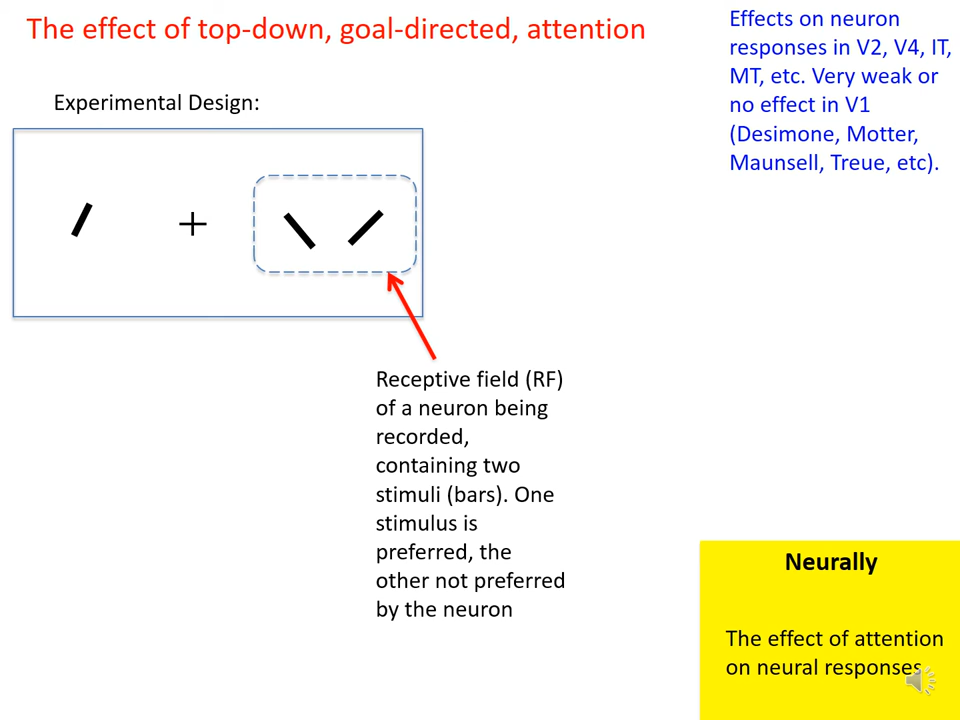 The effect of top-down, goal-directed, attention
Effects on neuron
responses in V2, V4, IT,
MT, etc. Very weak or
no effect in V1
(Desimone, Motter,
Maunsell, Treue, etc).
Experimental Design:
+
Receptive field (RF)
of a neuron being
recorded,
containing two
stimuli (bars). One
stimulus is
preferred, the
other not preferred
by the neuron
Neurally
The effect of attention
on neural responses